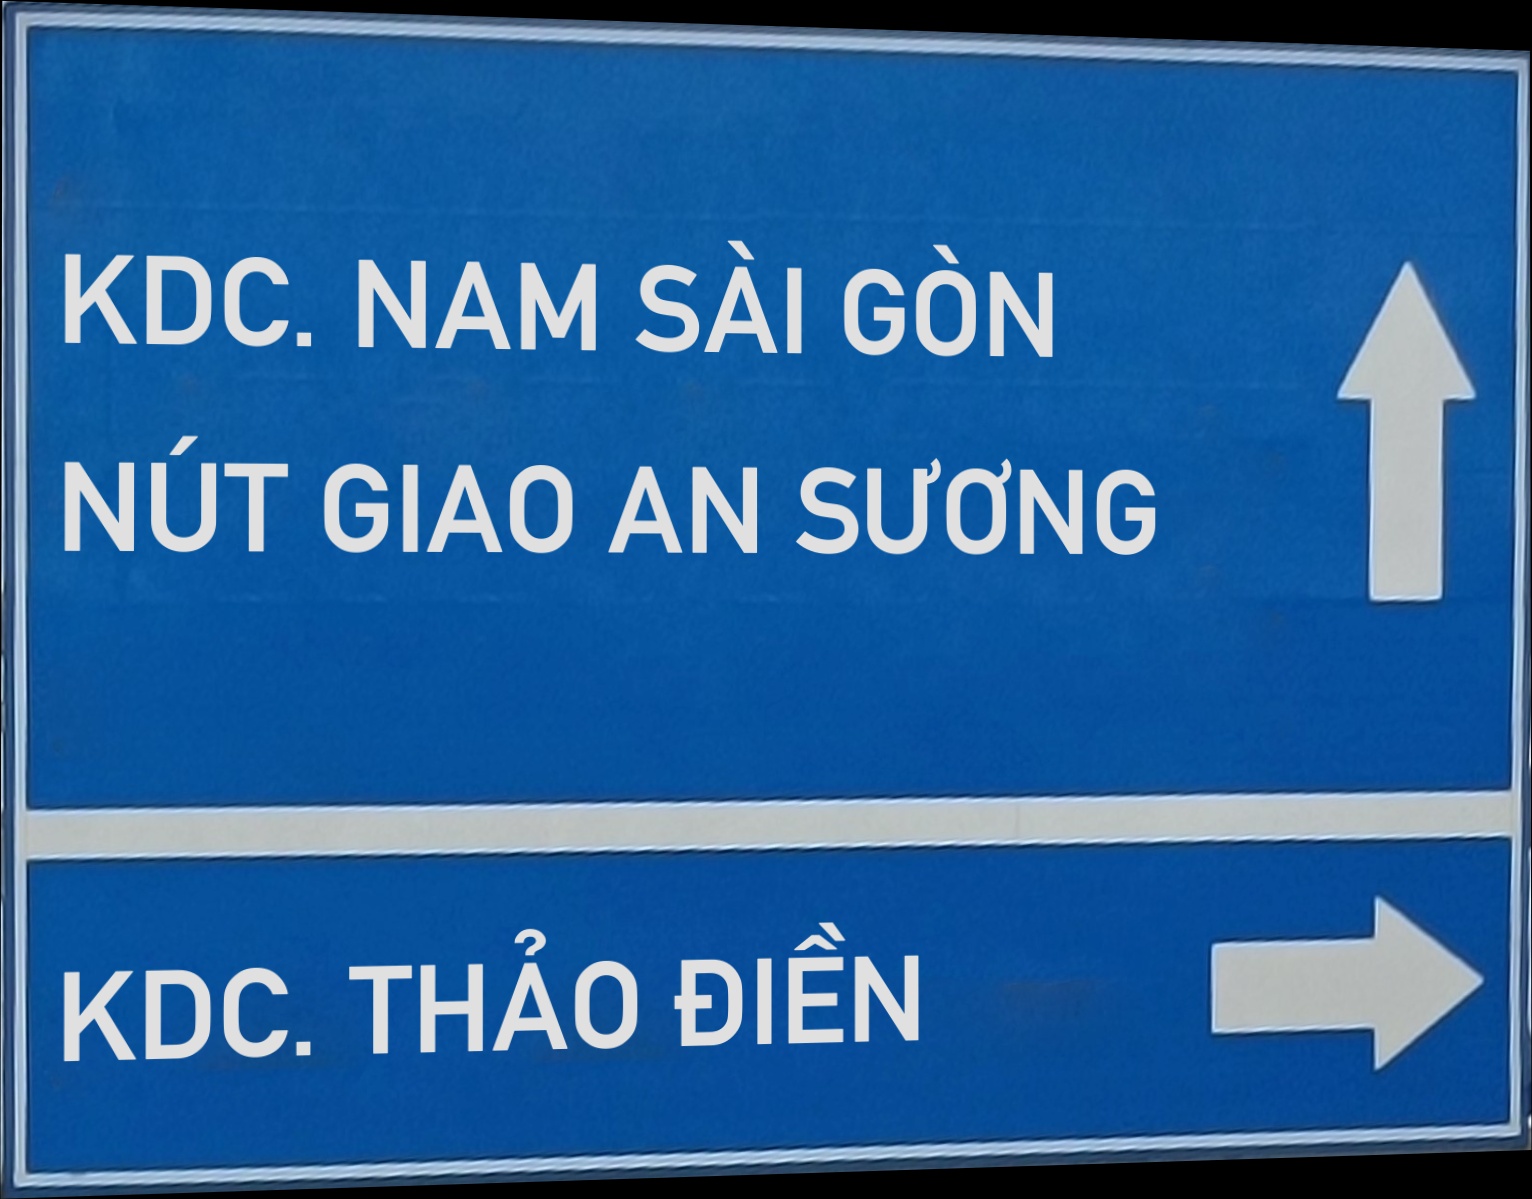 KDC. NAM SÀI GÒN
NÚT GIAO AN SƯƠNG
KDC. THẢO ĐIỀN